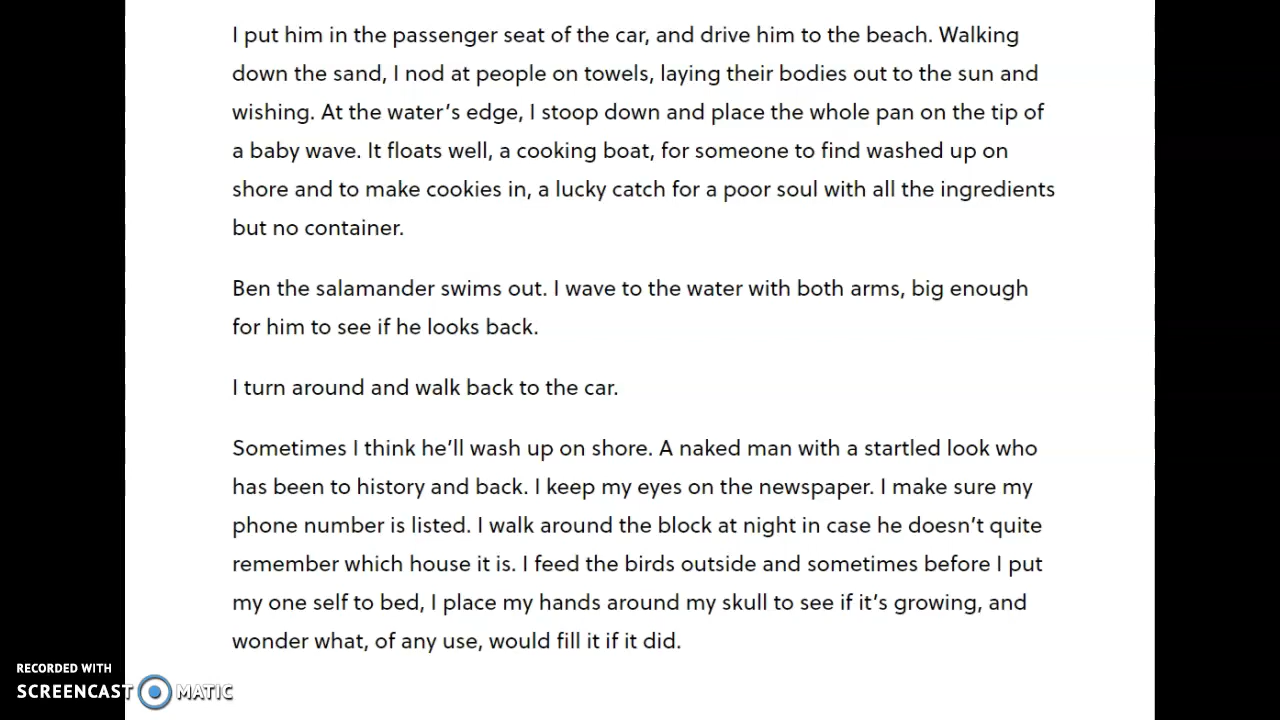 I put him in the passenger seat of the car, and drive him to the beach. Walking
down the sand, I nod at people on towels, laying their bodies out to the sun and
wishing. At the water’s edge, I stoop down and place the whole pan on the tip of
a baby wave. It floats well, a cooking boat, for someone to find washed up on
shore and to make cookies in, a lucky catch for a poor soul with all the ingredients
but no container.
Ben the salamander swims out. I wave to the water with both arms, big enough
for him to see if he looks back.
I turn around and walk back to the car.
Sometimes I think he’ll wash up on shore. A naked man with a startled look who
has been to history and back. I keep my eyes on the newspaper. I make sure my
phone number is listed. I walk around the block at night in case he doesn’t quite
remember which house it is. I feed the birds outside and sometimes before I put
my one self to bed, I place my hands around my skull to see if it’s growing, and
wonder what, of any use, would fill it if it did.
RECORDED WITH
SCREENCAST MATIC